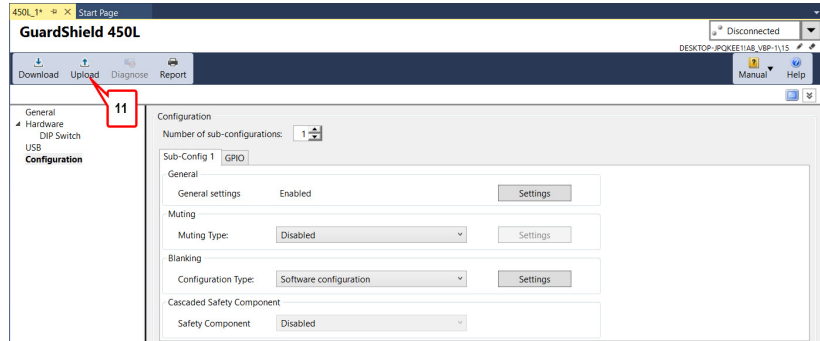 450L_1* Start Page
GuardShield 450L
Disconnected
DESKTOP-JPQKEE1!AB_VBP-1\15
Download Upload Diagnose Report
Manual Help
11
General
Hardware
DIP Switch
USB
Configuration
Configuration
Number of sub-configurations: 1
Sub-Config 1 GPIO
General
General settings Enabled Settings
Muting
Muting Type: Disabled Settings
Blanking
Configuration Type: Software configuration Settings
Cascaded Safety Component
Safety Component Disabled